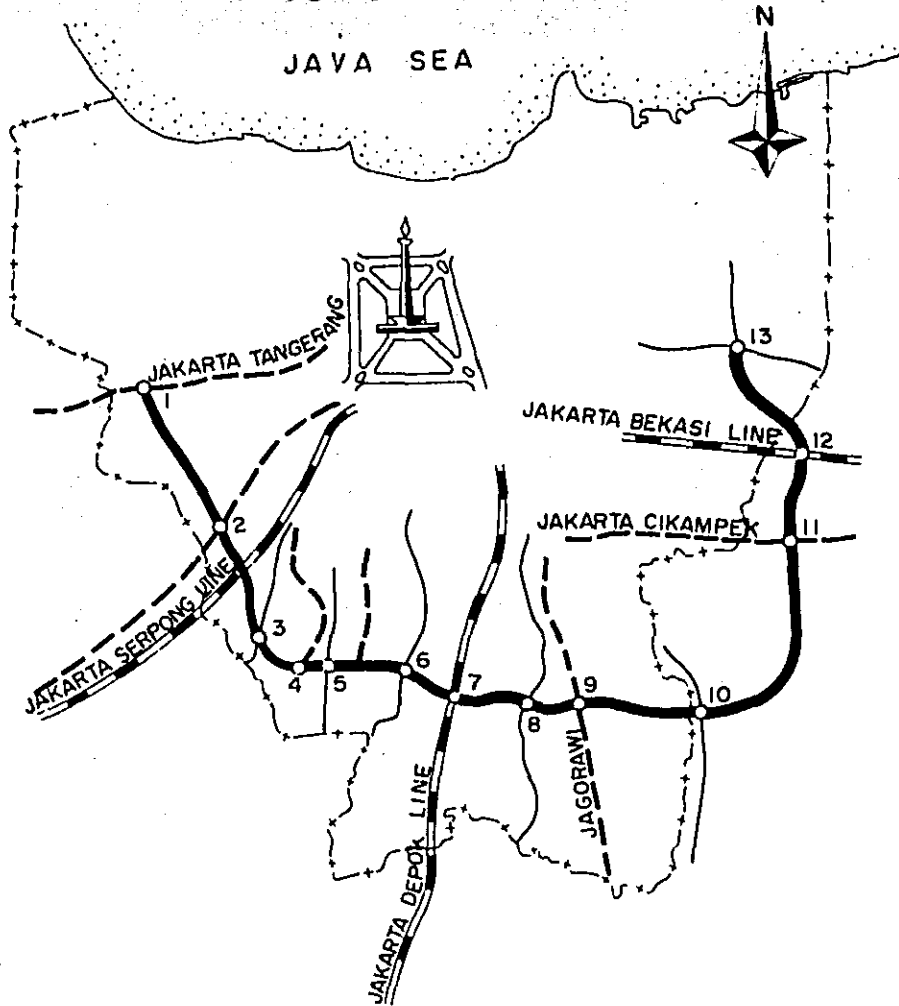 N
JAVA SEA
JAKARTA TANGERANG
13
1
JAKARTA BEKASI LINE
12
2
JAKARTA CIKAMPEK
11
JAKARTA SERPONG LINE
3
4
5
6
7
8
9
10
JAGORAWI
JAKARTA DEPOK LINE